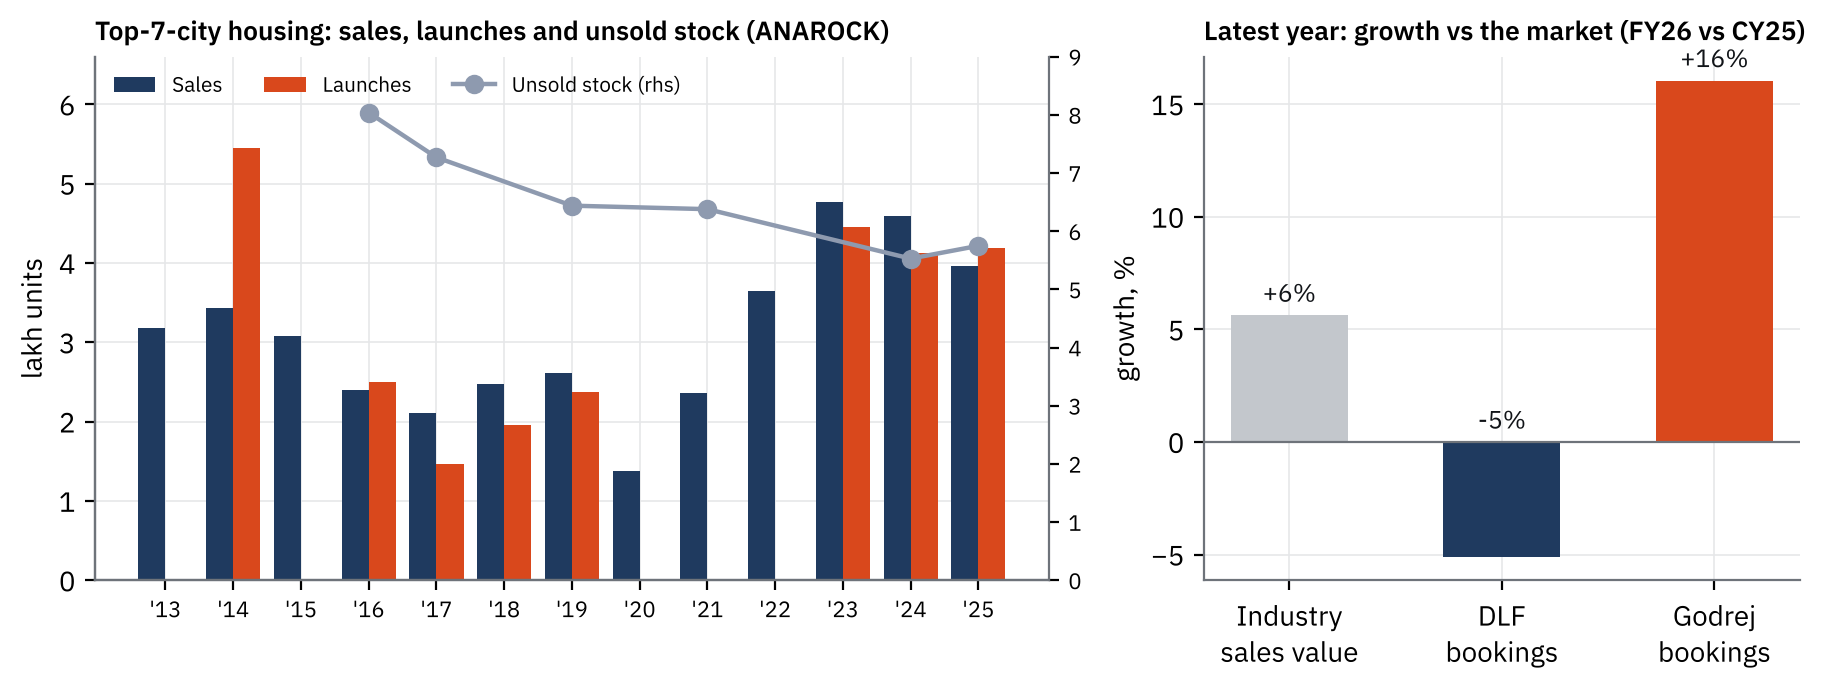 Top-7-city housing: sales, launches and unsold stock (ANAROCK)
Sales
Launches
Unsold stock (rhs)
lakh units
6
5
4
3
2
1
0
9
8
7
6
5
4
3
2
1
0
'13
'14
'15
'16
'17
'18
'19
'20
'21
'22
'23
'24
'25
Latest year: growth vs the market (FY26 vs CY25)
growth, %
15
10
5
0
−5
+6%
-5%
+16%
Industry
sales value
DLF
bookings
Godrej
bookings